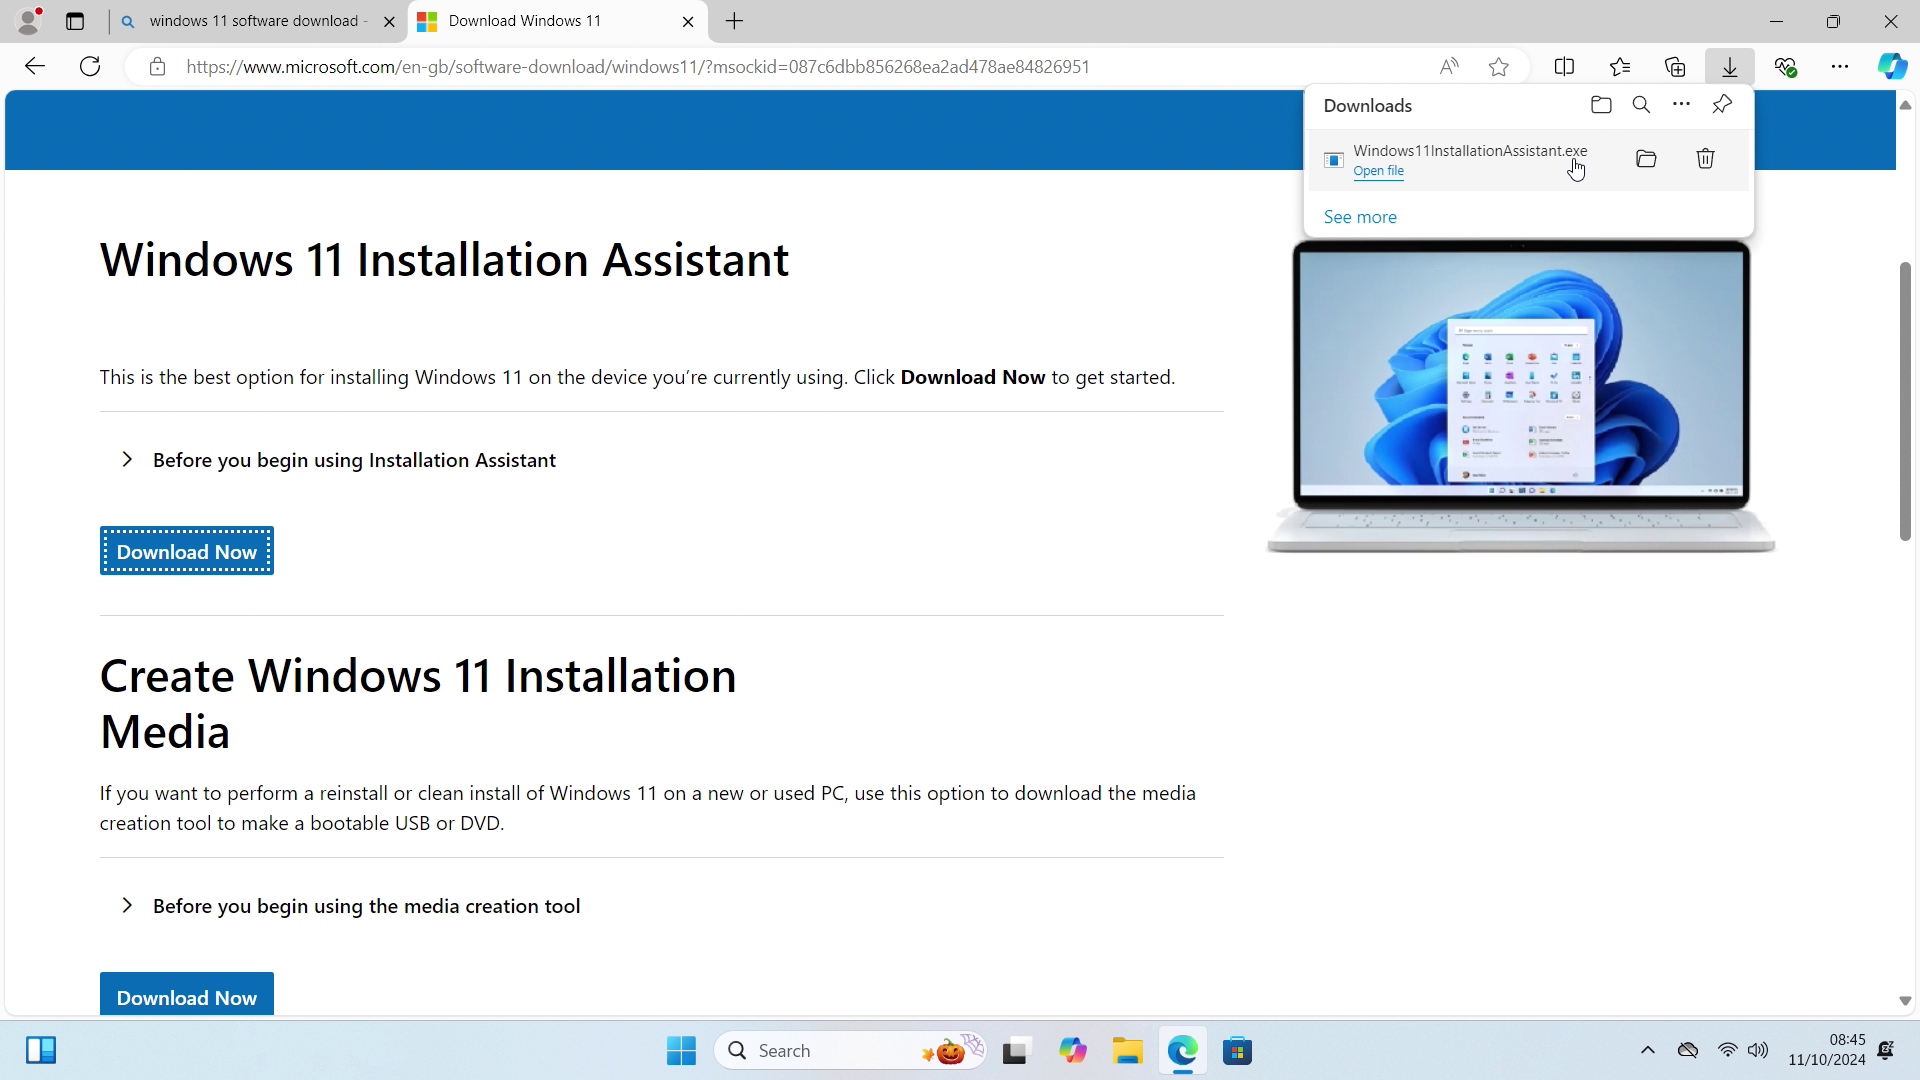 windows 11 software download -
Download Windows 11
https://www.microsoft.com/en-gb/software-download/windows11/?msockid=087c6dbb856268ea2ad478ae84826951
Downloads
Windows11InstallationAssistant.exe
Open file
See more
Windows 11 Installation Assistant
This is the best option for installing Windows 11 on the device you’re currently using. Click Download Now to get started.
Before you begin using Installation Assistant
Download Now
Create Windows 11 Installation
Media
If you want to perform a reinstall or clean install of Windows 11 on a new or used PC, use this option to download the media
creation tool to make a bootable USB or DVD.
Before you begin using the media creation tool
Download Now
Search
08:45
11/10/2024